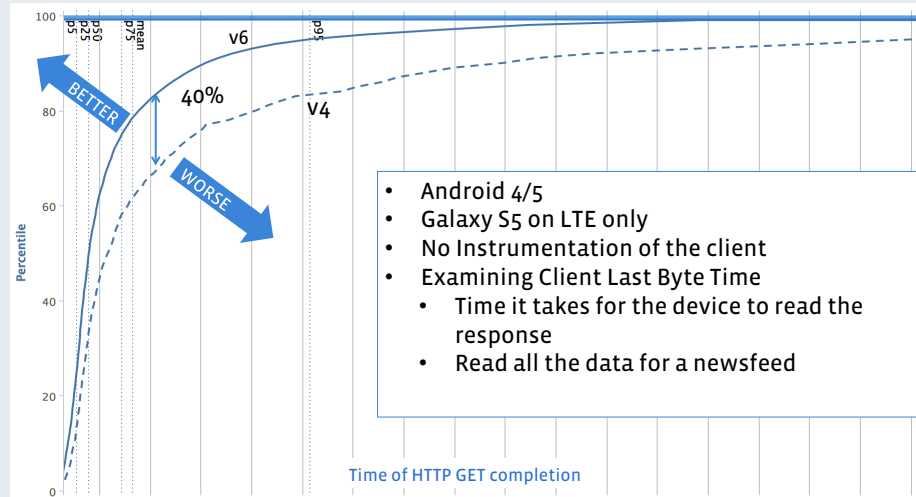 100
p5
p25
p50
p75
mean
p95
v6
BETTER
40%
80
v4
WORSE
• Android 4/5
• Galaxy S5 on LTE only
• No Instrumentation of the client
• Examining Client Last Byte Time
• Time it takes for the device to read the
response
• Read all the data for a newsfeed
60
Percentile
40
20
Time of HTTP GET completion
0